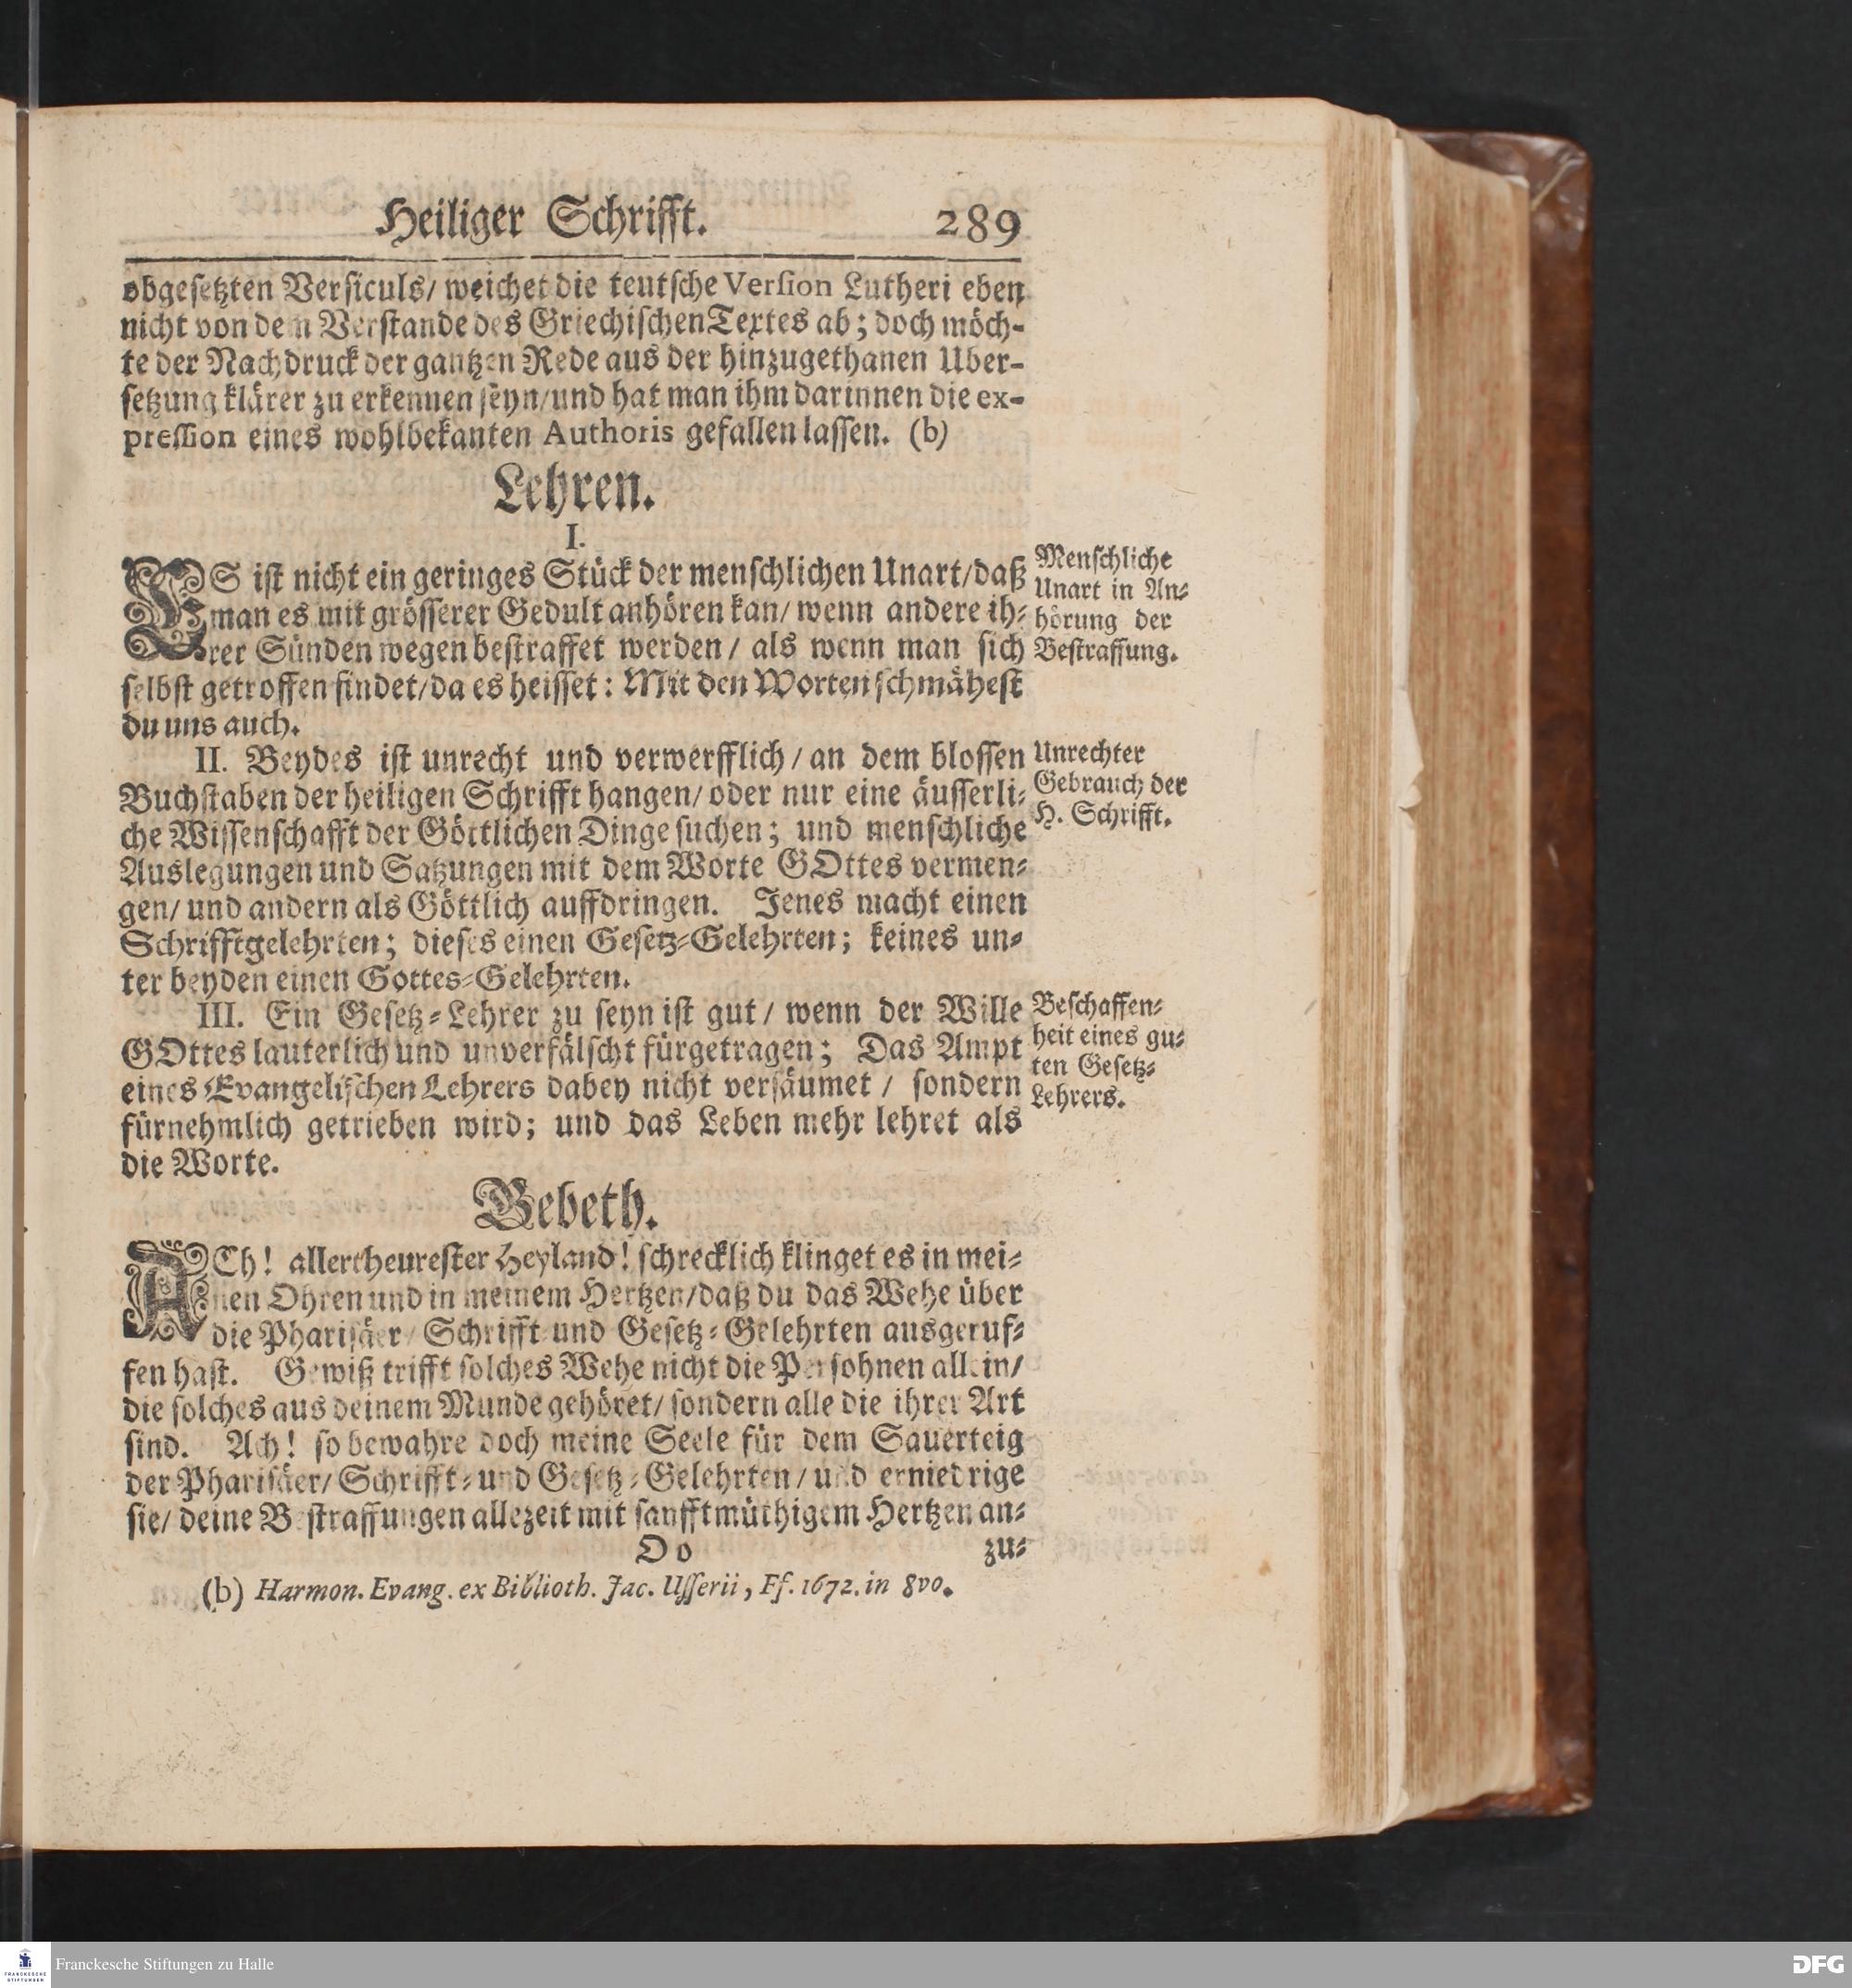 Heiliger Schrifft. 289
obgesetzten Versiculs/ weichet die teutsche Version Lutheri eben
nicht von dem Verstande des Griechischen Textes ab; doch möch-
te der Nachdruck der gantzen Rede aus der hinzugethanen Uber-
setzung klärer zu erkennen seyn/und hat man ihm darinnen die ex-
pression eines wohlbekanten Authoris gefallen lassen. (b)
Lehren.
I.
ES ist nicht ein geringes Stück der menschlichen Unart/daß
man es mit grösserer Gedult anhören kan/ wenn andere ih-
rer Sünden wegen bestraffet werden/ als wenn man sich
selbst getroffen findet/da es heisset: Mit den Worten schmähest
du uns auch.
Menschliche
Unart in An-
hörung der
Bestraffung.
II. Beydes ist unrecht und verwerfflich/ an dem blossen
Buchstaben der heiligen Schrifft hangen/ oder nur eine äusserli-
che Wissenschafft der Göttlichen Dinge suchen; und menschliche
Auslegungen und Satzungen mit dem Worte GOttes vermen-
gen/ und andern als Göttlich auffdringen. Jenes macht einen
Schrifftgelehrten; dieses einen Gesetz-Gelehrten; keines un-
ter beyden einen Gottes-Gelehrten.
Unrechter
Gebrauch der
H. Schrifft.
III. Ein Gesetz-Lehrer zu seyn ist gut/ wenn der Wille
GOttes lauterlich und unverfälscht fürgetragen; Das Ampt
eines Evangelischen Lehrers dabey nicht versäumet/ sondern
fürnehmlich getrieben wird; und das Leben mehr lehret als
die Worte.
Beschaffen-
heit eines gu-
ten Gesetz-
Lehrers.
Gebeth.
ACh! allertheurester Heyland! schrecklich klinget es in mei-
nen Ohren und in meinem Hertzen/daß du das Wehe über
die Pharisäer/ Schrifft und Gesetz-Gelehrten ausgeruf-
fen hast. Gewiß trifft solches Wehe nicht die Persohnen allein/
die solches aus deinem Munde gehöret/ sondern alle die ihrer Art
sind. Ach! so bewahre doch meine Seele für dem Sauerteig
der Pharisäer/ Schrifft- und Gesetz-Gelehrten/ und erniedrige
sie/ deine Bestraffungen allezeit mit sanfftmüthigem Hertzen an-
Oo zu-
(b) Harmon. Evang. ex Biblioth. Jac. Usserii, Ff. 1672. in 8vo.
FRANCKESCHE
STIFTUNGEN
Franckesche Stiftungen zu Halle
DFG